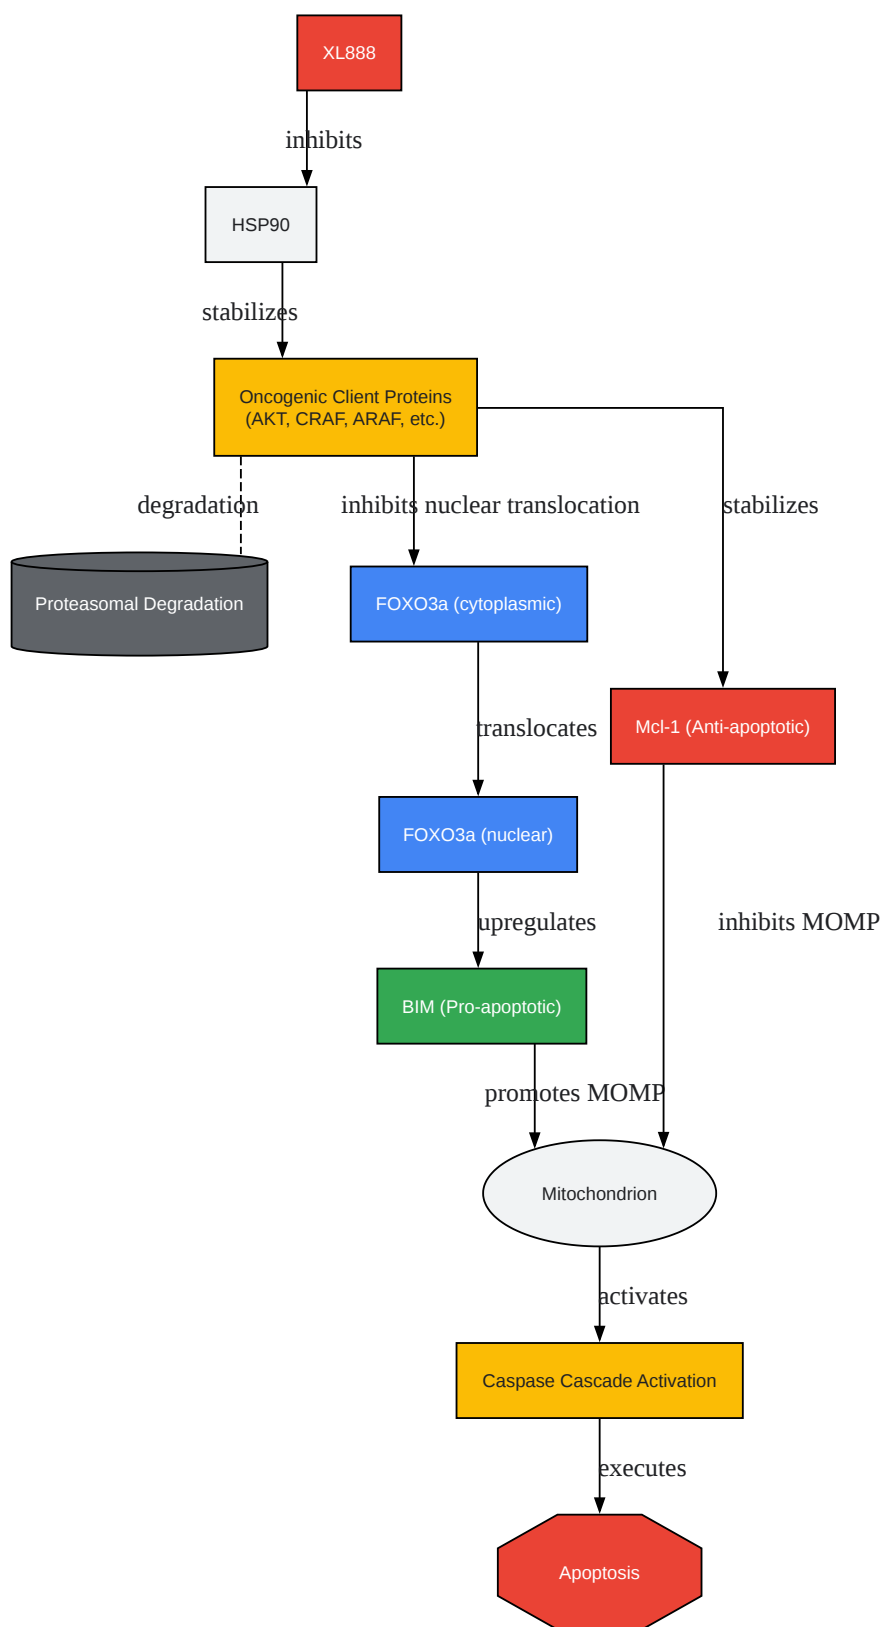 XL888
inhibits
HSP90
stabilizes
Oncogenic Client Proteins
(AKT, CRAF, ARAF, etc.)
degradation
inhibits nuclear translocation
stabilizes
Proteasomal Degradation
FOXO3a (cytoplasmic)
translocates
Mcl-1 (Anti-apoptotic)
FOXO3a (nuclear)
upregulates
inhibits MOMP
BIM (Pro-apoptotic)
promotes MOMP
Mitochondrion
activates
Caspase Cascade Activation
executes
Apoptosis